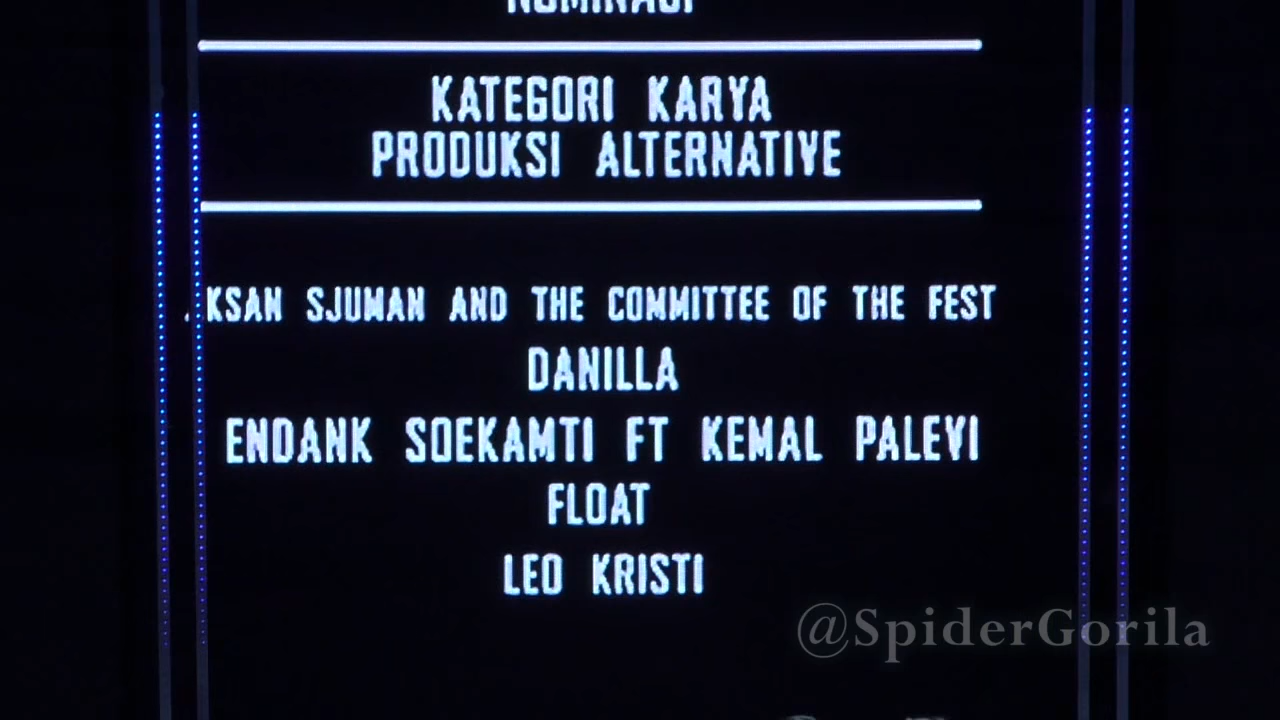 NOMINASI
KATEGORI KARYA
PRODUKSI ALTERNATIVE
KSAN SJUMAN AND THE COMMITTEE OF THE FEST
DANILLA
ENDANK SOEKAMTI FT KEMAL PALEVI
FLOAT
LEO KRISTI
@SpiderGorila